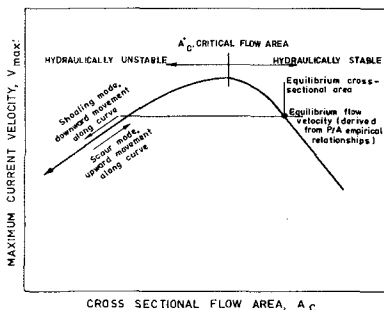 A*C, CRITICAL FLOW AREA
HYDRAULICALLY UNSTABLE
HYDRAULICALLY STABLE
Equilibrium cross-
sectional area
Equilibrium flow
velocity (derived
from P/A empirical
relationships)
Shoaling mode,
downward movement
along curve
Scour mode,
upward movement
along curve
MAXIMUM CURRENT VELOCITY, Vmax.
CROSS SECTIONAL FLOW AREA, AC